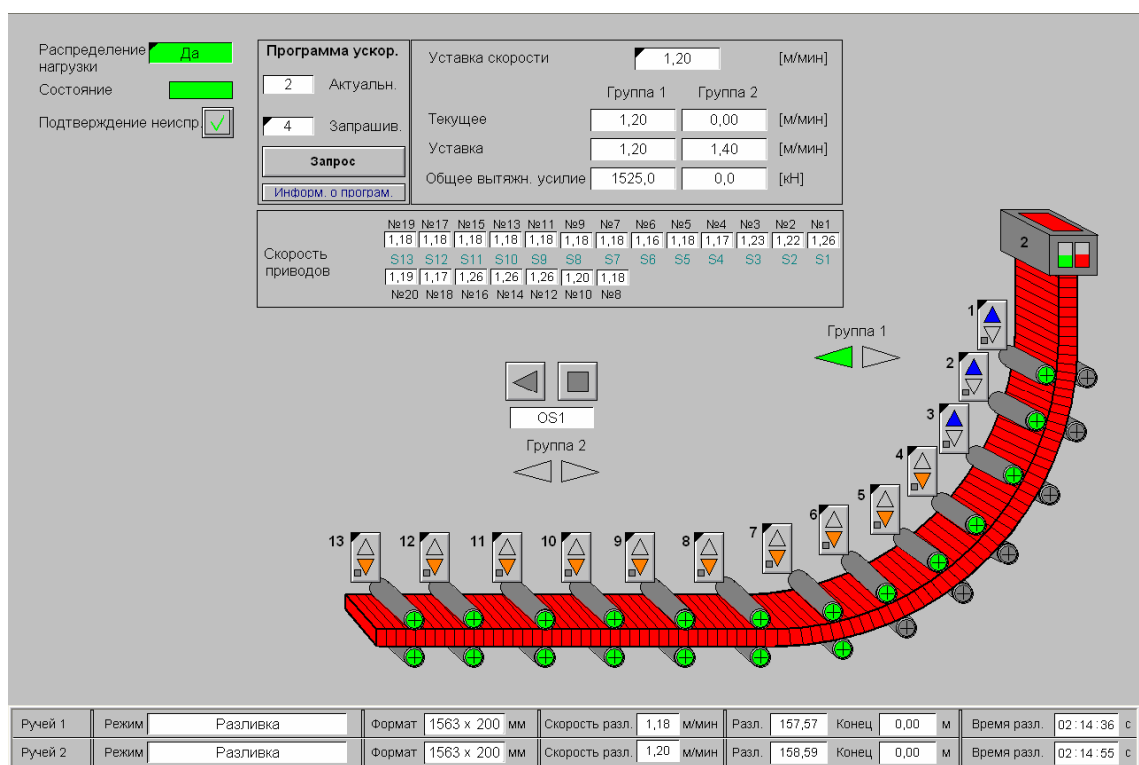 Распределение нагрузки Да
Состояние
Подтверждение неиспр.
Программа ускор.
2 Актуальн.
4 Запрашив.
Запрос
Информ. о програм.
Уставка скорости 1,20 [м/мин]
Группа 1 Группа 2
Текущее 1,20 0,00 [м/мин]
Уставка 1,20 1,40 [м/мин]
Общее вытяжн. усилие 1525,0 0,0 [кН]
Скорость приводов
№19 №17 №15 №13 №11 №9 №7 №6 №5 №4 №3 №2 №1
1,18 1,18 1,18 1,18 1,18 1,18 1,18 1,16 1,18 1,17 1,23 1,22 1,26
S13 S12 S11 S10 S9 S8 S7 S6 S5 S4 S3 S2 S1
1,19 1,17 1,26 1,26 1,26 1,20 1,18
№20 №18 №16 №14 №12 №10 №8
2
Группа 1
1
2
3
4
5
6
7
8
9
10
11
12
13
OS1
Группа 2
Ручей 1 Режим Разливка Формат 1563 x 200 мм Скорость разл. 1,18 м/мин Разл. 157,57 Конец 0,00 м Время разл. 02:14:36 с
Ручей 2 Режим Разливка Формат 1563 x 200 мм Скорость разл. 1,20 м/мин Разл. 158,59 Конец 0,00 м Время разл. 02:14:55 с